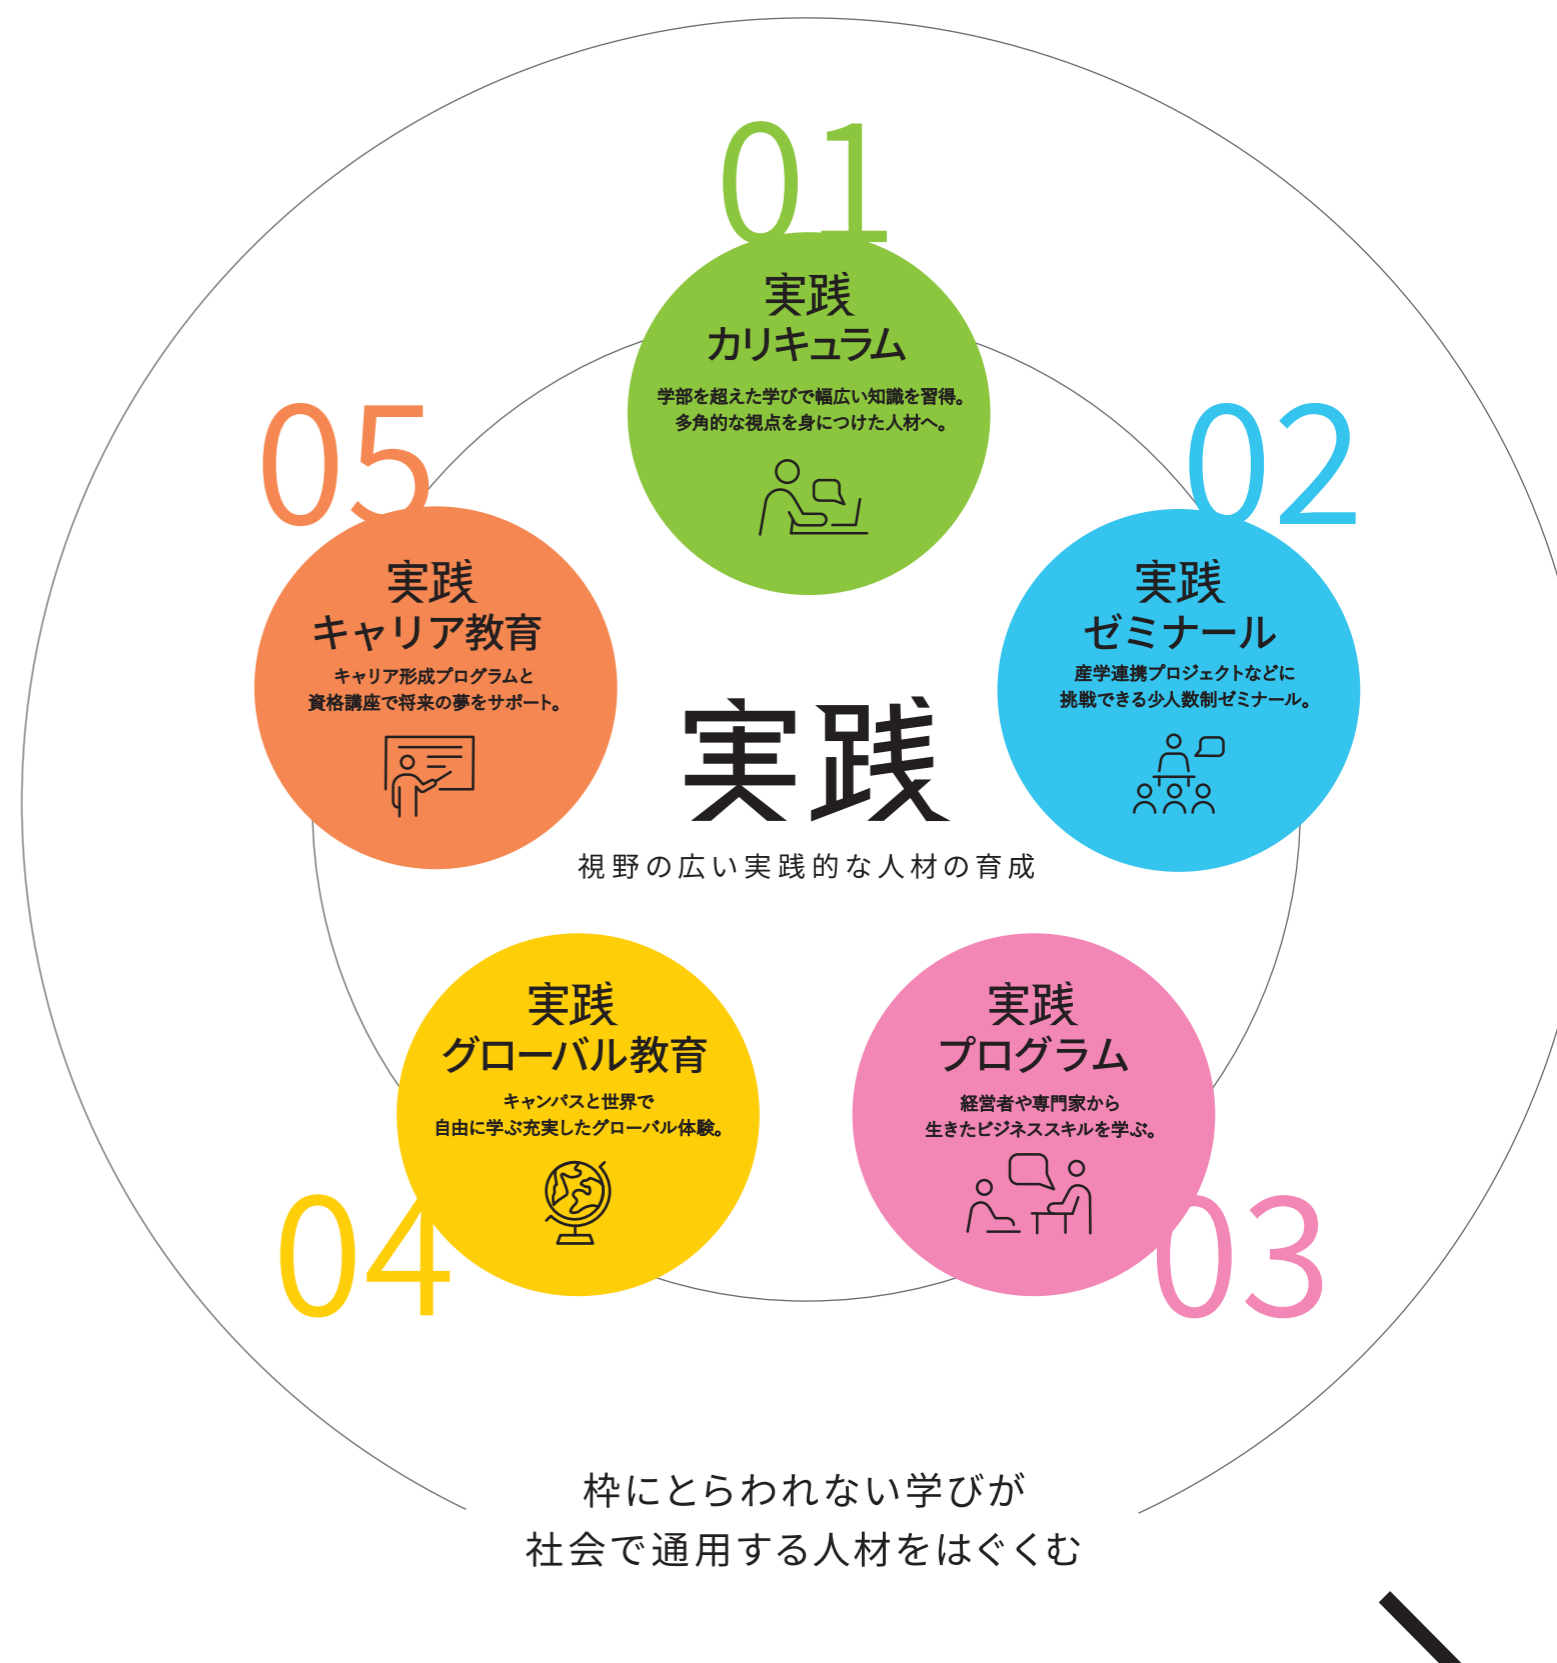 01
実践
カリキュラム
学部を超えた学びで幅広い知識を習得。
多角的な視点を身につけた人材へ。
02
実践
ゼミナール
産学連携プロジェクトなどに
挑戦できる少人数制ゼミナール。
03
実践
プログラム
経営者や専門家から
生きたビジネススキルを学ぶ。
04
実践
グローバル教育
キャンパスと世界で
自由に学ぶ充実したグローバル体験。
05
実践
キャリア教育
キャリア形成プログラムと
資格講座で将来の夢をサポート。
実践
視野の広い実践的な人材の育成
枠にとらわれない学びが
社会で通用する人材をはぐくむ